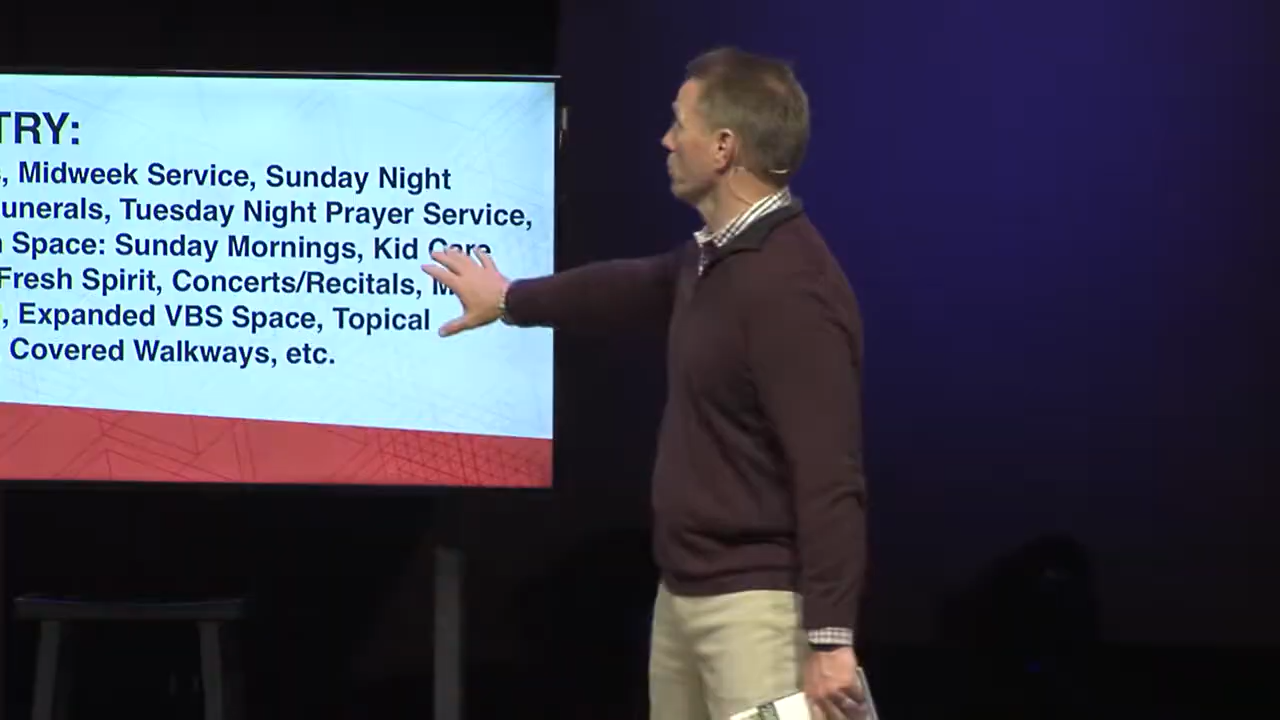 TRY:
, Midweek Service, Sunday Night
unerals, Tuesday Night Prayer Service,
Space: Sunday Mornings, Kid Care
Fresh Spirit, Concerts/Recitals, M
, Expanded VBS Space, Topical
Covered Walkways, etc.